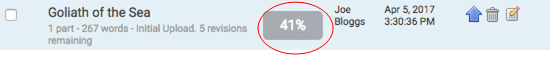 Goliath of the Sea
1 part - 267 words - Initial Upload. 5 revisions
remaining
41%
Joe
Bloggs
Apr 5, 2017
3:30:36 PM